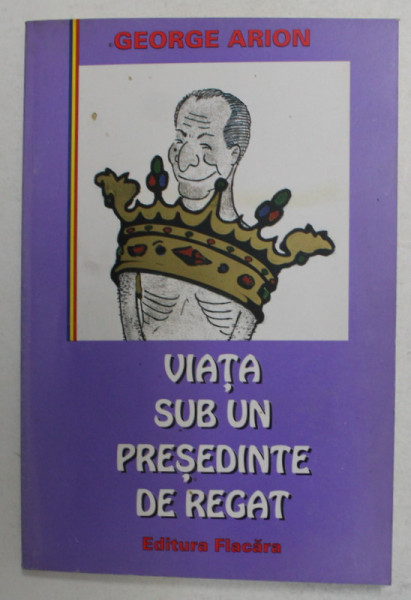 GEORGE ARION
VIAȚA
SUB UN
PREȘEDINTE
DE REGAT
Editura Flacăra